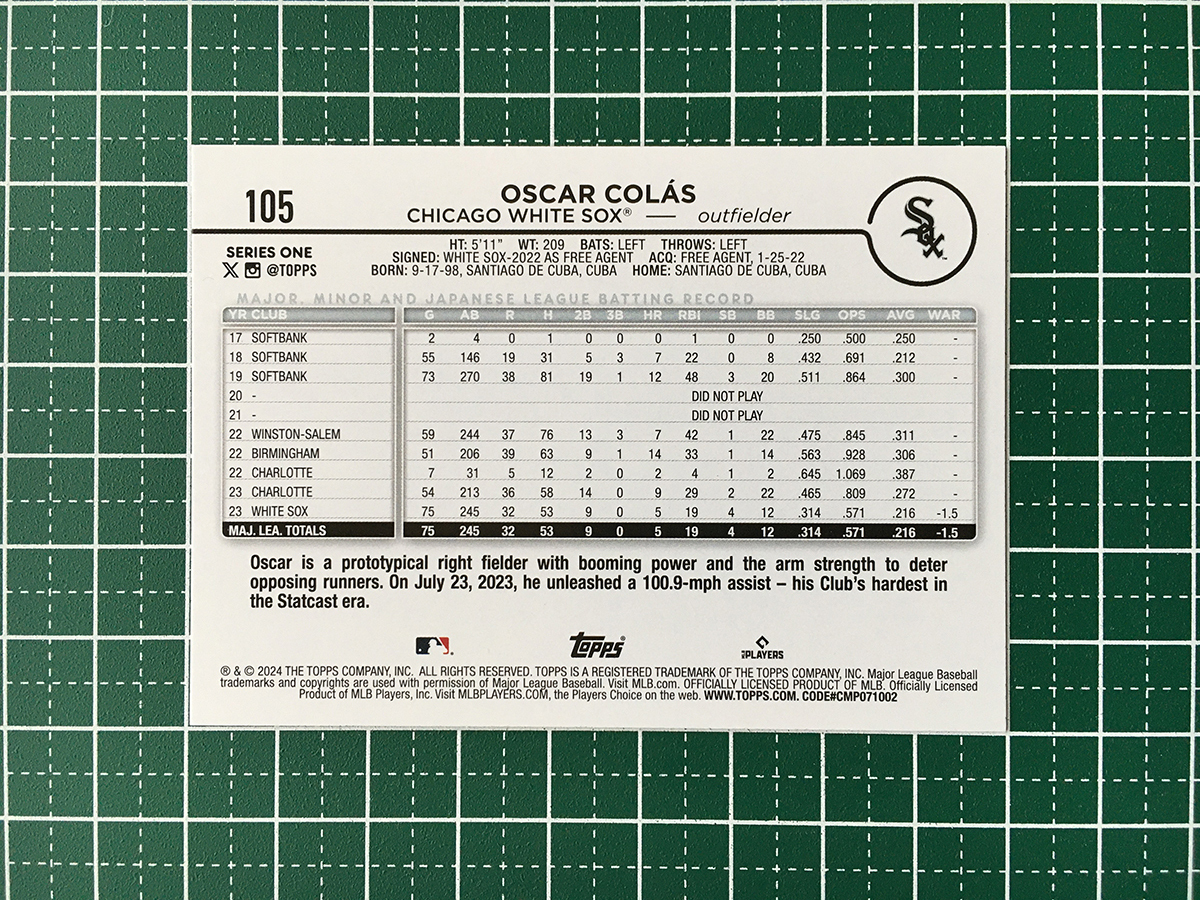 105
OSCAR COLÁS
CHICAGO WHITE SOX® — outfielder
Sox
SERIES ONE
@TOPPS
HT: 5'11" WT: 209 BATS: LEFT THROWS: LEFT
SIGNED: WHITE SOX-2022 AS FREE AGENT ACQ: FREE AGENT, 1-25-22
BORN: 9-17-98, SANTIAGO DE CUBA, CUBA HOME: SANTIAGO DE CUBA, CUBA
MAJOR, MINOR AND JAPANESE LEAGUE BATTING RECORD
YR CLUB G AB R H 2B 3B HR RBI SB BB SLG OPS AVG WAR
17 SOFTBANK 2 4 0 1 0 0 0 1 0 0 .250 .500 .250 -
18 SOFTBANK 55 146 19 31 5 3 7 22 0 8 .432 .691 .212 -
19 SOFTBANK 73 270 38 81 19 1 12 48 3 20 .511 .864 .300 -
20 - DID NOT PLAY
21 - DID NOT PLAY
22 WINSTON-SALEM 59 244 37 76 13 3 7 42 1 22 .475 .845 .311 -
22 BIRMINGHAM 51 206 39 63 9 1 14 33 1 14 .563 .928 .306 -
22 CHARLOTTE 7 31 5 12 2 0 2 4 1 2 .645 1.069 .387 -
23 CHARLOTTE 54 213 36 58 14 0 9 29 2 22 .465 .809 .272 -
23 WHITE SOX 75 245 32 53 9 0 5 19 4 12 .314 .571 .216 -1.5
MAJ. LEA. TOTALS 75 245 32 53 9 0 5 19 4 12 .314 .571 .216 -1.5
Oscar is a prototypical right fielder with booming power and the arm strength to deter
opposing runners. On July 23, 2023, he unleashed a 100.9-mph assist – his Club's hardest in
the Statcast era.
topps®
PLAYERS
® & © 2024 THE TOPPS COMPANY, INC. ALL RIGHTS RESERVED. TOPPS IS A REGISTERED TRADEMARK OF THE TOPPS COMPANY, INC. Major League Baseball
trademarks and copyrights are used with permission of Major League Baseball. Visit MLB.com. OFFICIALLY LICENSED PRODUCT OF MLB. Officially Licensed
Product of MLB Players, Inc. Visit MLBPLAYERS.COM, the Players Choice on the web. WWW.TOPPS.COM. CODE#CMP071002